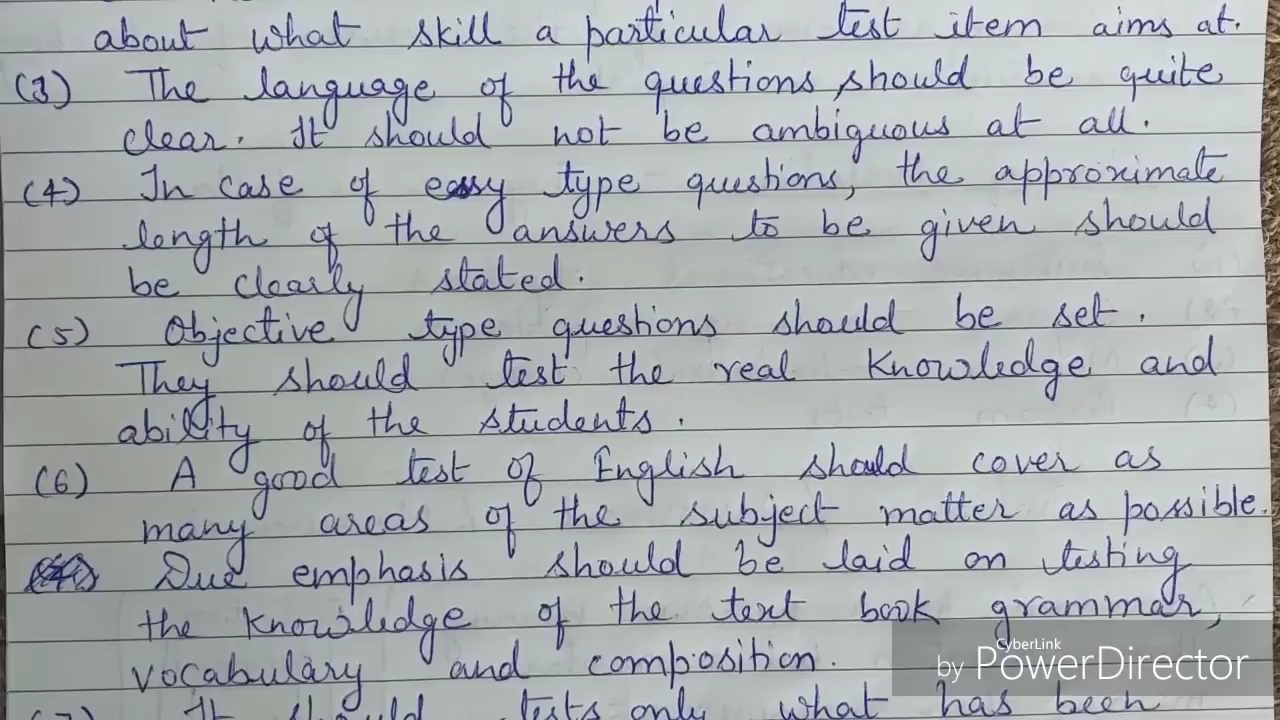 about what skill a particular test item aims at.
(3) The language of the questions should be quite
clear. It should not be ambiguous at all.
(4) In case of essy type questions, the approximate
length of the answers to be given should
be clearly stated.
(5) Objective type questions should be set.
They should test the real knowledge and
ability of the students.
(6) A good test of English should cover as
many areas of the subject matter as possible.
Due emphasis should be laid on testing
the knowledge of the text book grammar,
vocabulary and composition.
CyberLink
by PowerDirector
(7) It should tests only what has been